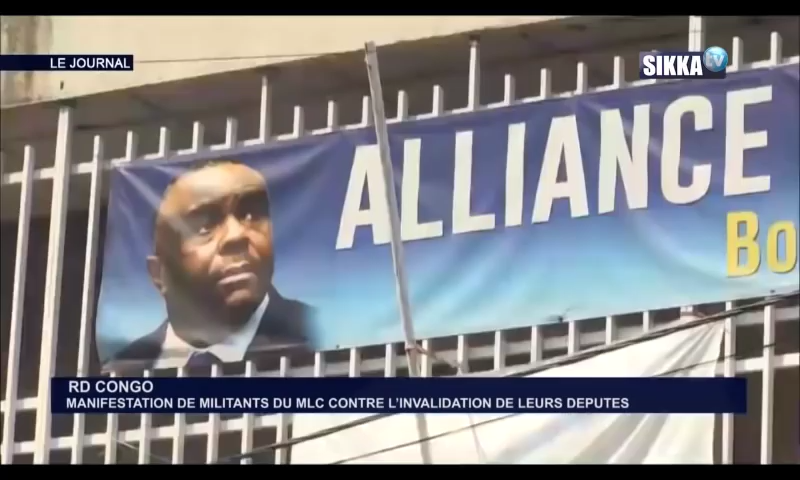 LE JOURNAL
SIKKA tv
ALLIANCE
Bo
RD CONGO
MANIFESTATION DE MILITANTS DU MLC CONTRE L'INVALIDATION DE LEURS DEPUTES